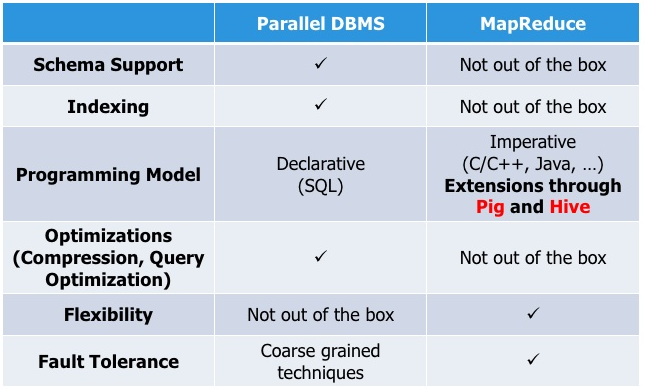 Parallel DBMS MapReduce
Schema Support ✓ Not out of the box
Indexing ✓ Not out of the box
Programming Model
Declarative
(SQL)
Imperative
(C/C++, Java, …)
Extensions through
Pig and Hive
Optimizations
(Compression, Query
Optimization)
✓
Not out of the box
Flexibility Not out of the box ✓
Fault Tolerance
Coarse grained
techniques
✓